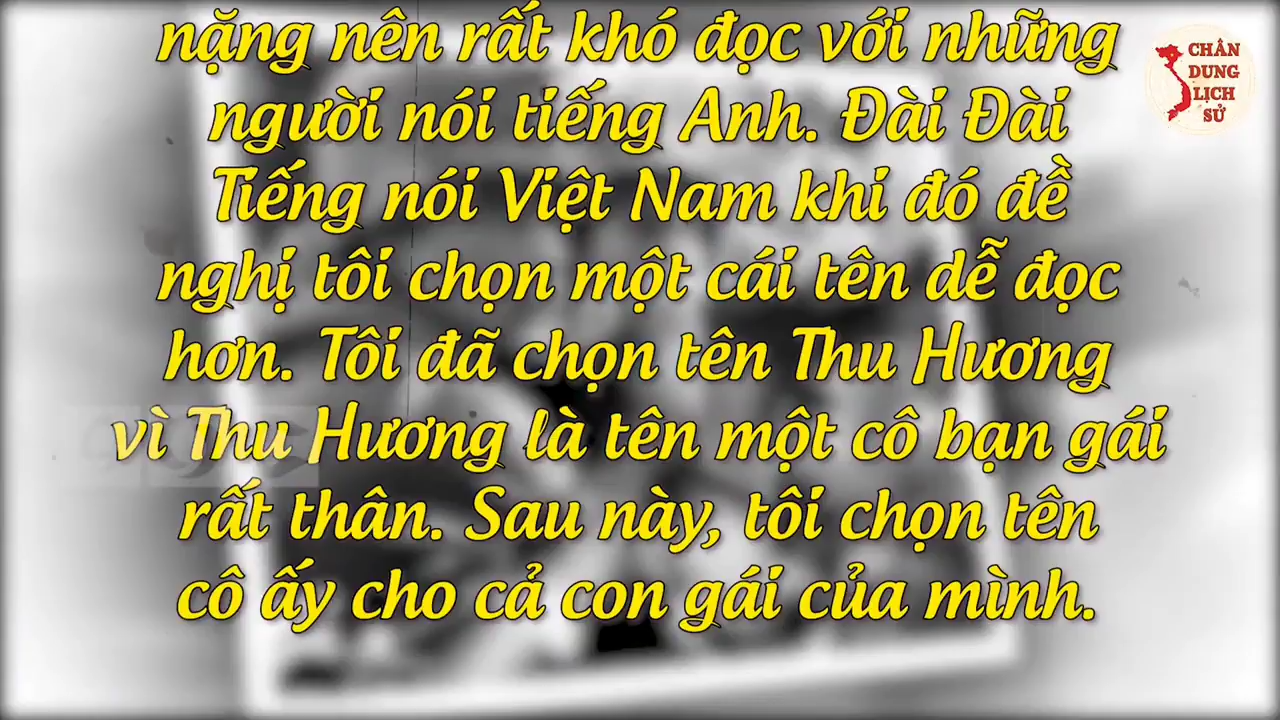 nặng nên rất khó đọc với những
người nói tiếng Anh. Đài Đài
Tiếng nói Việt Nam khi đó đề
nghị tôi chọn một cái tên dễ đọc
hơn. Tôi đã chọn tên Thu Hương
vì Thu Hương là tên một cô bạn gái
rất thân. Sau này, tôi chọn tên
cô ấy cho cả con gái của mình.
CHÂN
DUNG
LỊCH
SỬ